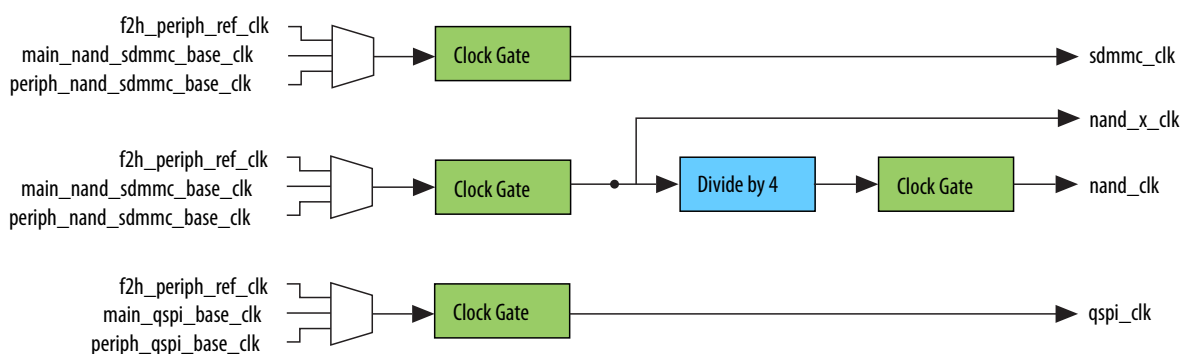 f2h_periph_ref_clk
main_nand_sdmmc_base_clk
periph_nand_sdmmc_base_clk
Clock Gate
sdmmc_clk
nand_x_clk
f2h_periph_ref_clk
main_nand_sdmmc_base_clk
periph_nand_sdmmc_base_clk
Clock Gate
Divide by 4
Clock Gate
nand_clk
f2h_periph_ref_clk
main_qspi_base_clk
periph_qspi_base_clk
Clock Gate
qspi_clk